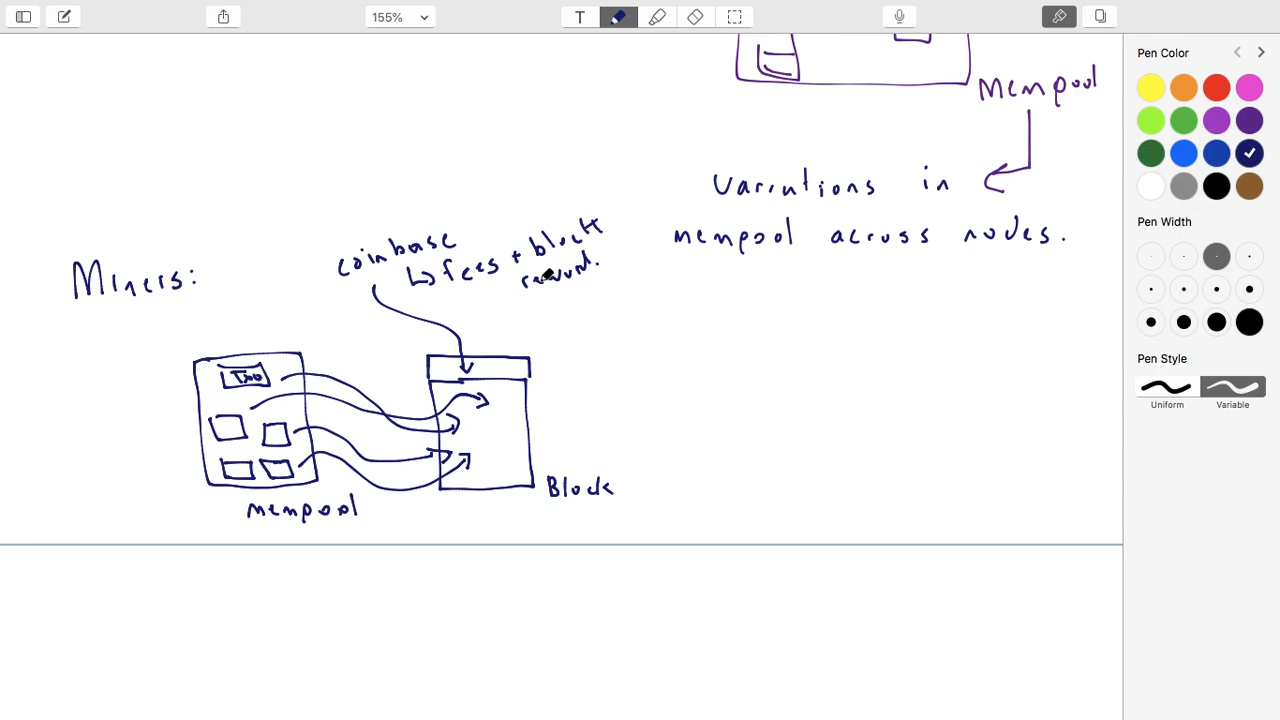 155%
T
Pen Color
Mempool
Variations in
mempool across nodes.
Pen Width
coinbase
↳ fees + block
reward.
Miners:
Pen Style
Uniform
Variable
Block
mempool